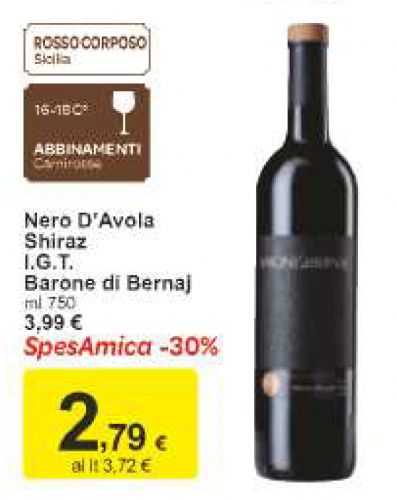 ROSSO CORPOSO
Sicilia
16-18C°
ABBINAMENTI
Carni rosse
Nero D'Avola
Shiraz
I.G.T.
Barone di Bernaj
ml 750
3,99 €
SpesAmica -30%
2,79 €
al lt 3,72 €